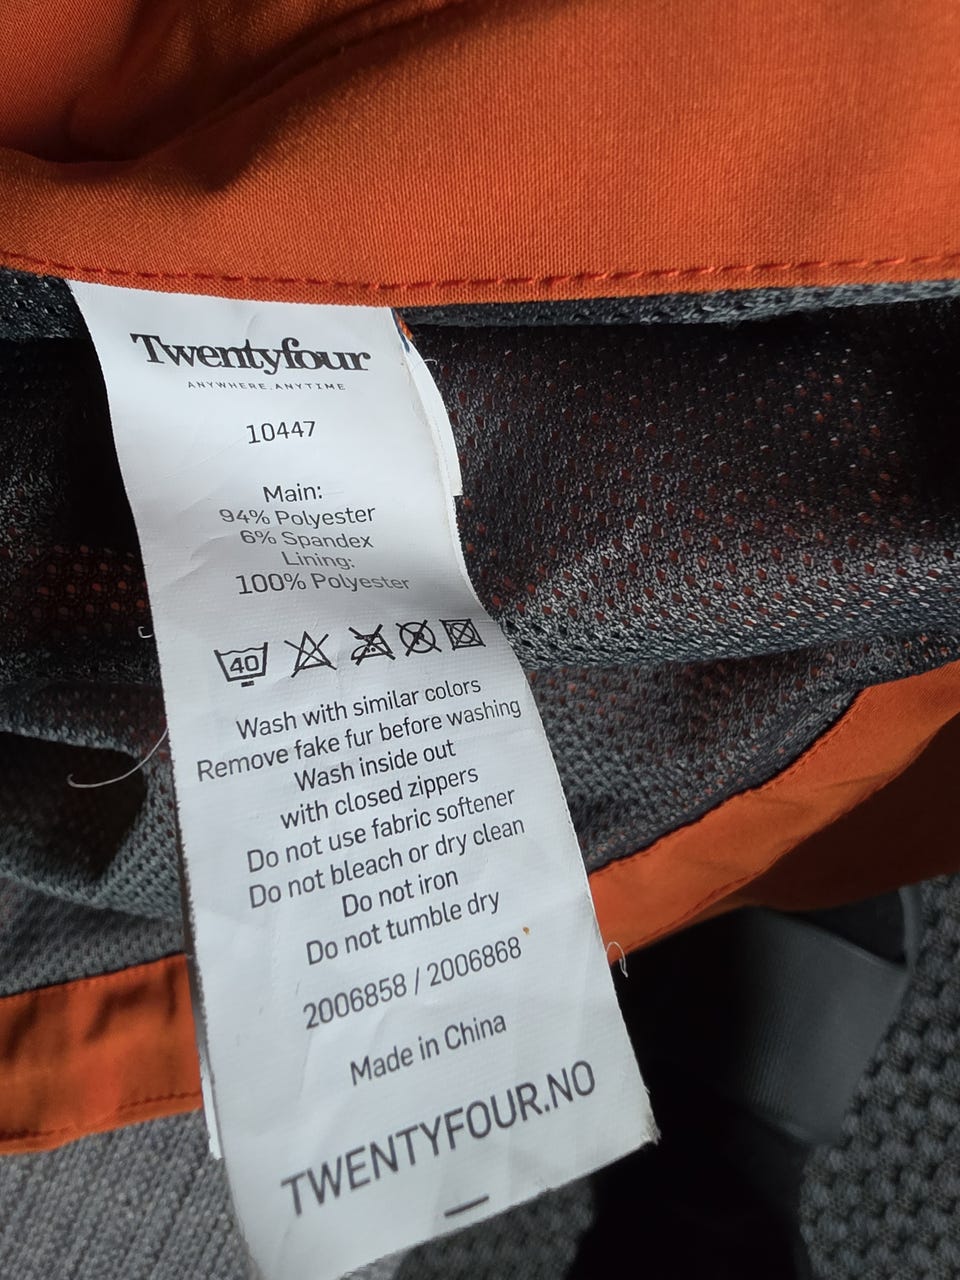 Twentyfour
ANYWHERE.ANYTIME
10447
Main:
94% Polyester
6% Spandex
Lining:
100% Polyester
40
Wash with similar colors
Remove fake fur before washing
Wash inside out
with closed zippers
Do not use fabric softener
Do not bleach or dry clean
Do not iron
Do not tumble dry
2006858 / 2006868
Made in China
TWENTYFOUR.NO